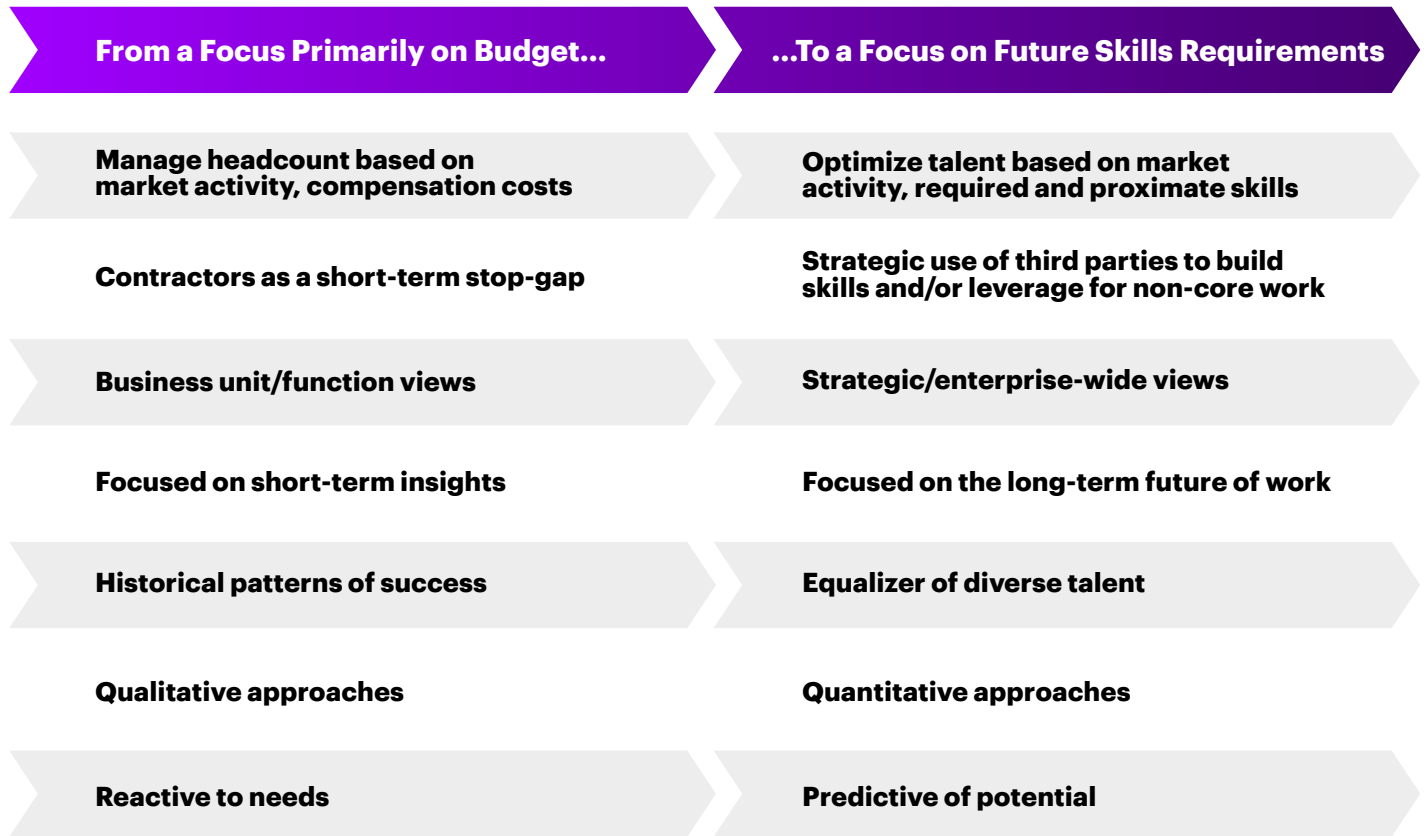 From a Focus Primarily on Budget...
...To a Focus on Future Skills Requirements
Manage headcount based on
market activity, compensation costs
Optimize talent based on market
activity, required and proximate skills
Contractors as a short-term stop-gap
Strategic use of third parties to build
skills and/or leverage for non-core work
Business unit/function views
Strategic/enterprise-wide views
Focused on short-term insights
Focused on the long-term future of work
Historical patterns of success
Equalizer of diverse talent
Qualitative approaches
Quantitative approaches
Reactive to needs
Predictive of potential